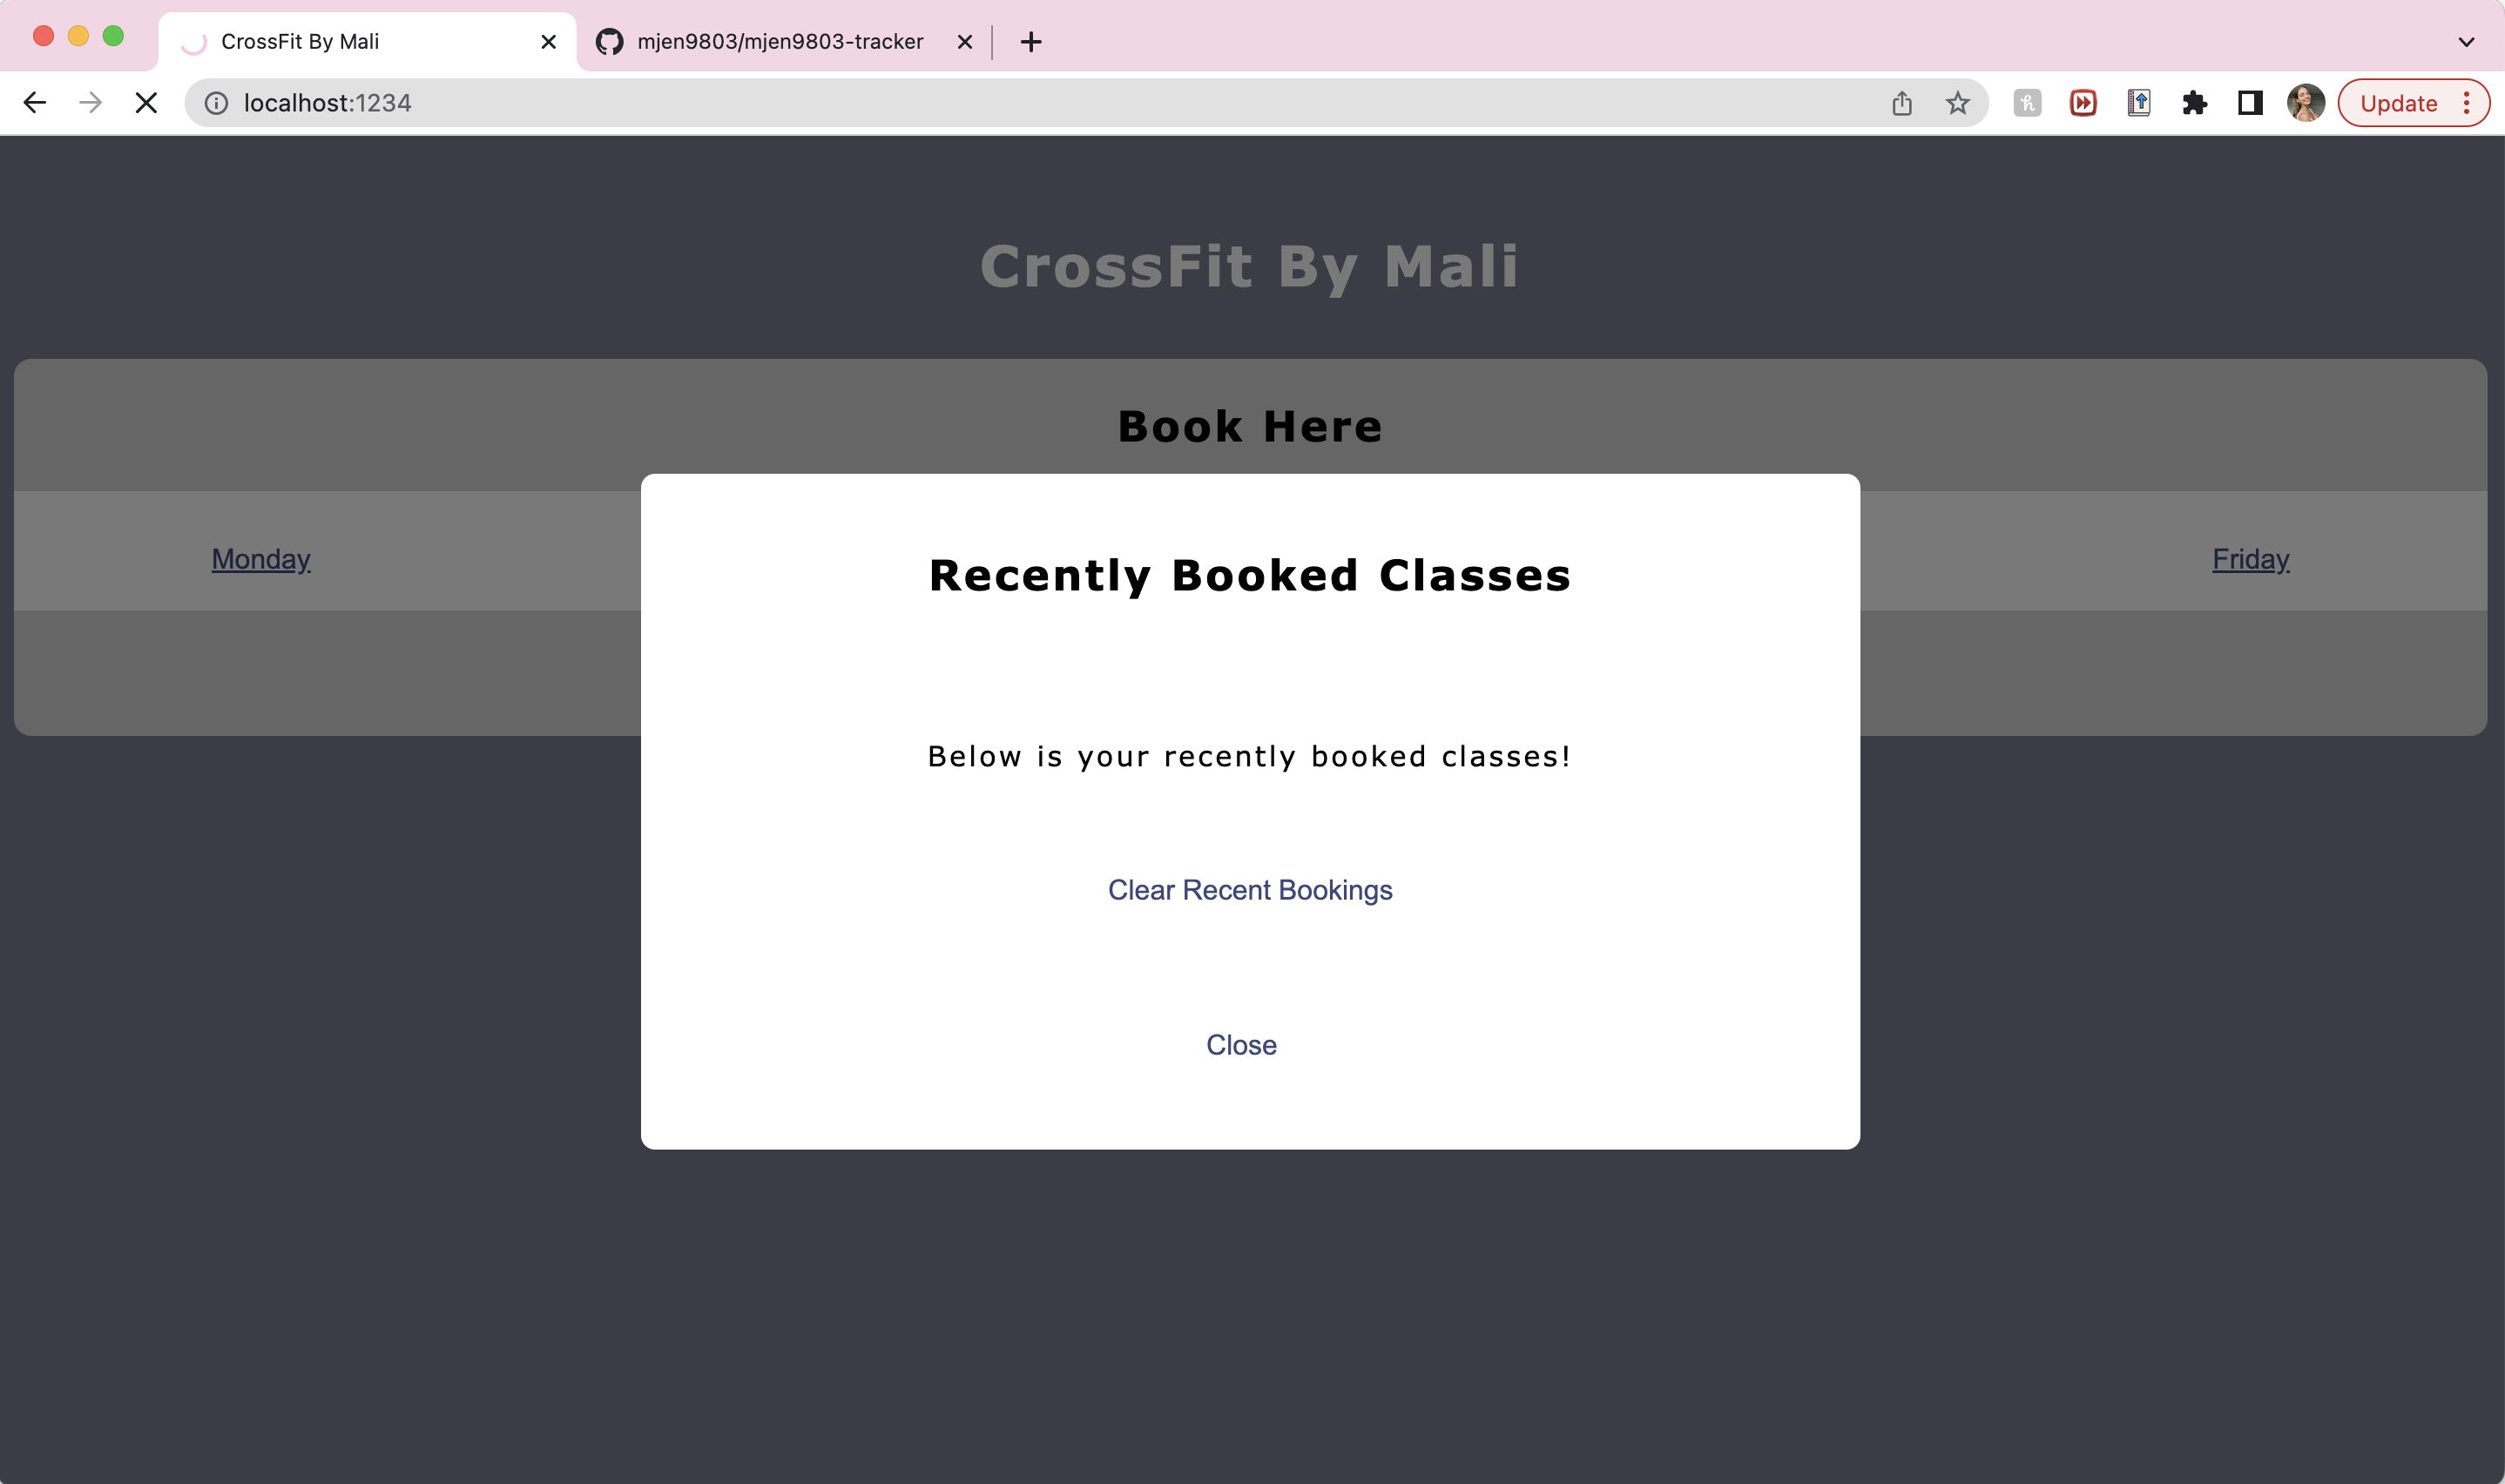 CrossFit By Mali
mjen9803/mjen9803-tracker
localhost:1234
Update
CrossFit By Mali
Book Here
Monday
Friday
Recently Booked Classes
Below is your recently booked classes!
Clear Recent Bookings
Close